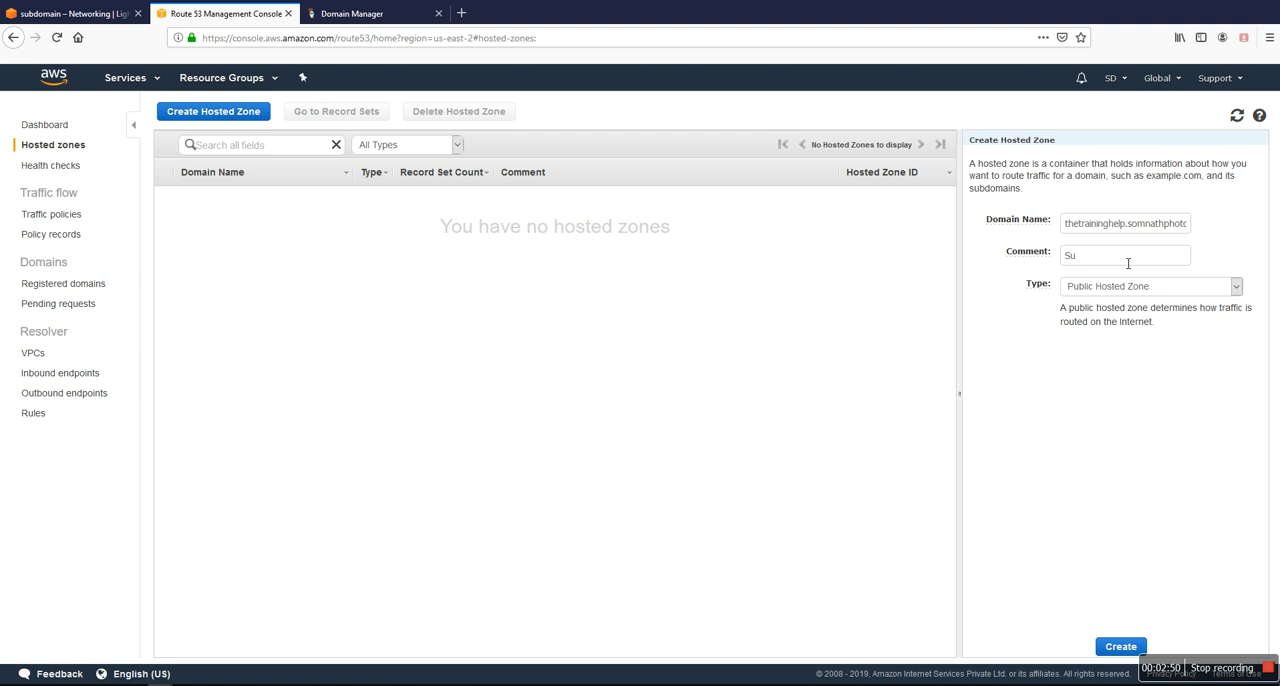 subdomain – Networking | Lig
Route 53 Management Console
Domain Manager
https://console.aws.amazon.com/route53/home?region=us-east-2#hosted-zones:
aws
Services
Resource Groups
SD
Global
Support
Create Hosted Zone
Go to Record Sets
Delete Hosted Zone
Dashboard
Hosted zones
Health checks
Traffic flow
Traffic policies
Policy records
Domains
Registered domains
Pending requests
Resolver
VPCs
Inbound endpoints
Outbound endpoints
Rules
Search all fields
All Types
No Hosted Zones to display
Domain Name
Type
Record Set Count
Comment
Hosted Zone ID
You have no hosted zones
Create Hosted Zone
A hosted zone is a container that holds information about how you
want to route traffic for a domain, such as example.com, and its
subdomains.
Domain Name:
thetraininghelp.somnathphotc
Comment:
Su
Type:
Public Hosted Zone
A public hosted zone determines how traffic is
routed on the Internet.
Create
Feedback
English (US)
© 2008 - 2019, Amazon Internet Services Private Ltd. or its affiliates. All rights reserved.
Privacy Policy
Terms of Use
00:02:50
Stop recording